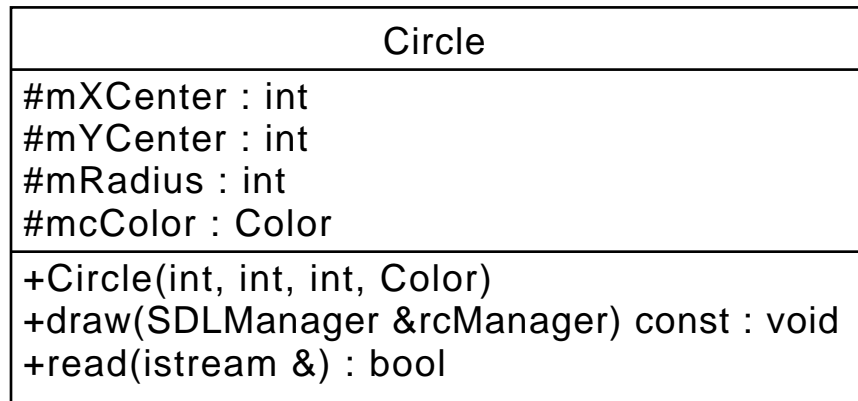 Circle
#mXCenter : int
#mYCenter : int
#mRadius : int
#mcColor : Color
+Circle(int, int, int, Color)
+draw(SDLManager &rcManager) const : void
+read(istream &) : bool